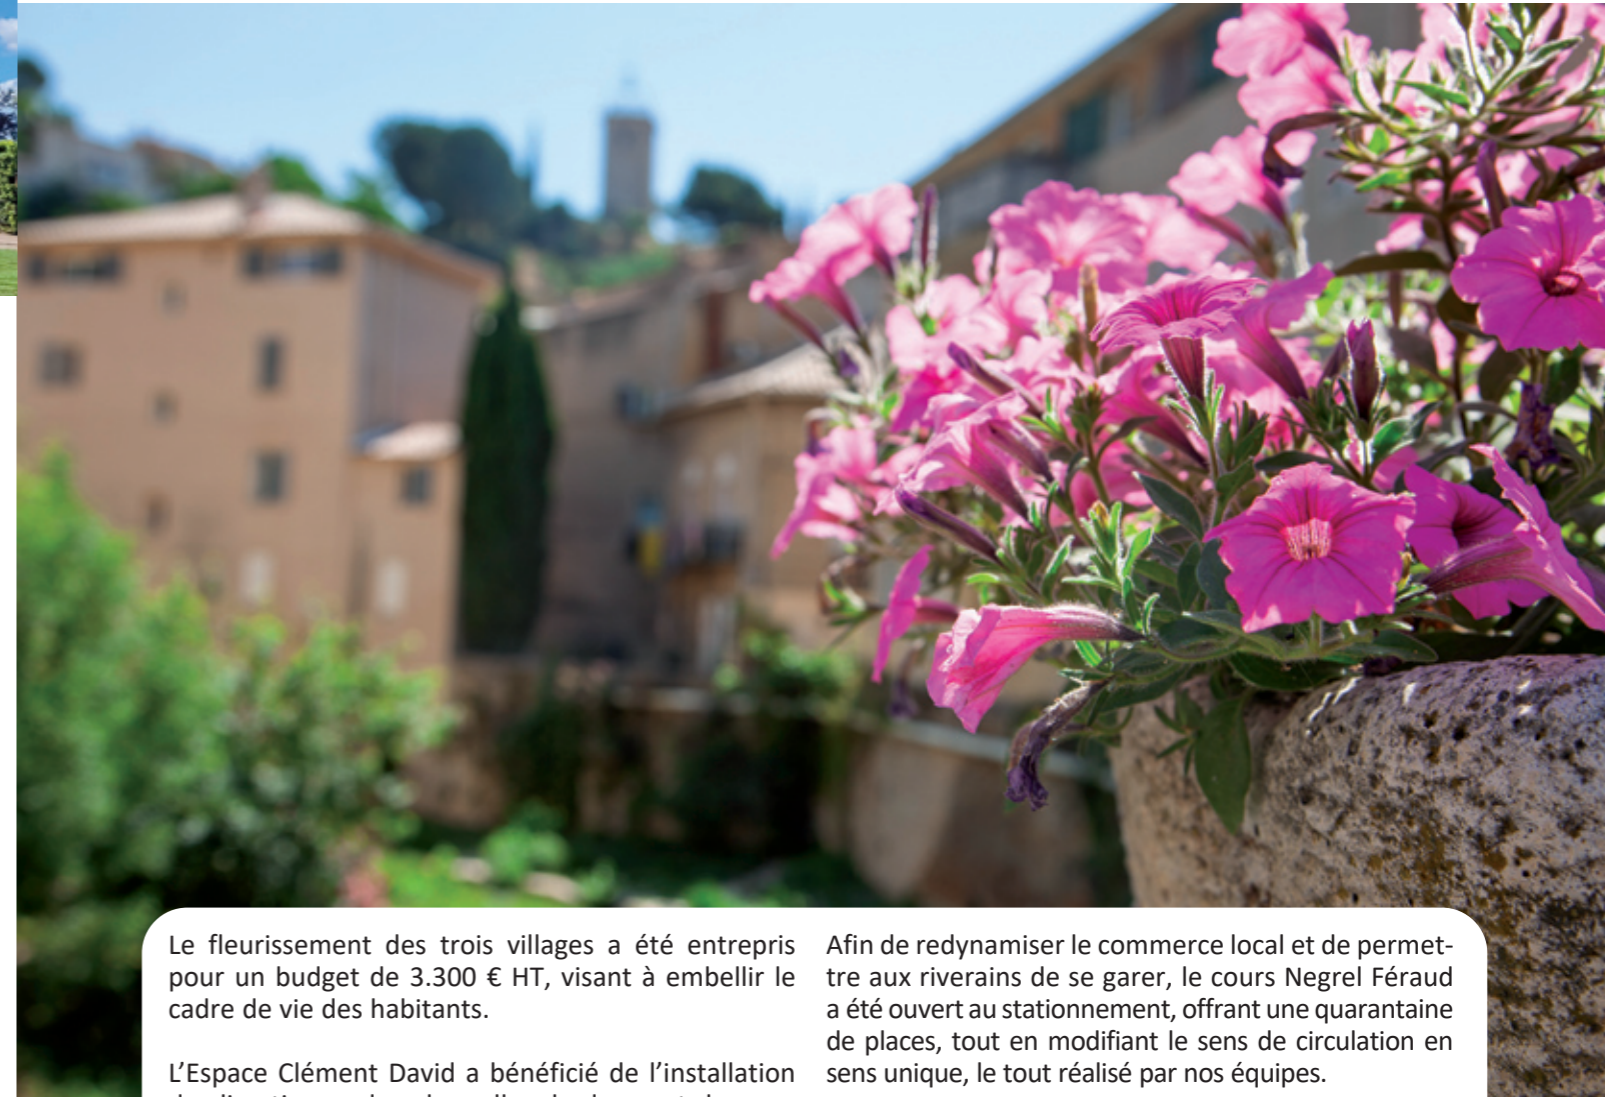 Le fleurissement des trois villages a été entrepris
pour un budget de 3.300 € HT, visant à embellir le
cadre de vie des habitants.
L’Espace Clément David a bénéficié de l’installation
Afin de redynamiser le commerce local et de permet-
tre aux riverains de se garer, le cours Negrel Féraud
a été ouvert au stationnement, offrant une quarantaine
de places, tout en modifiant le sens de circulation en
sens unique, le tout réalisé par nos équipes.